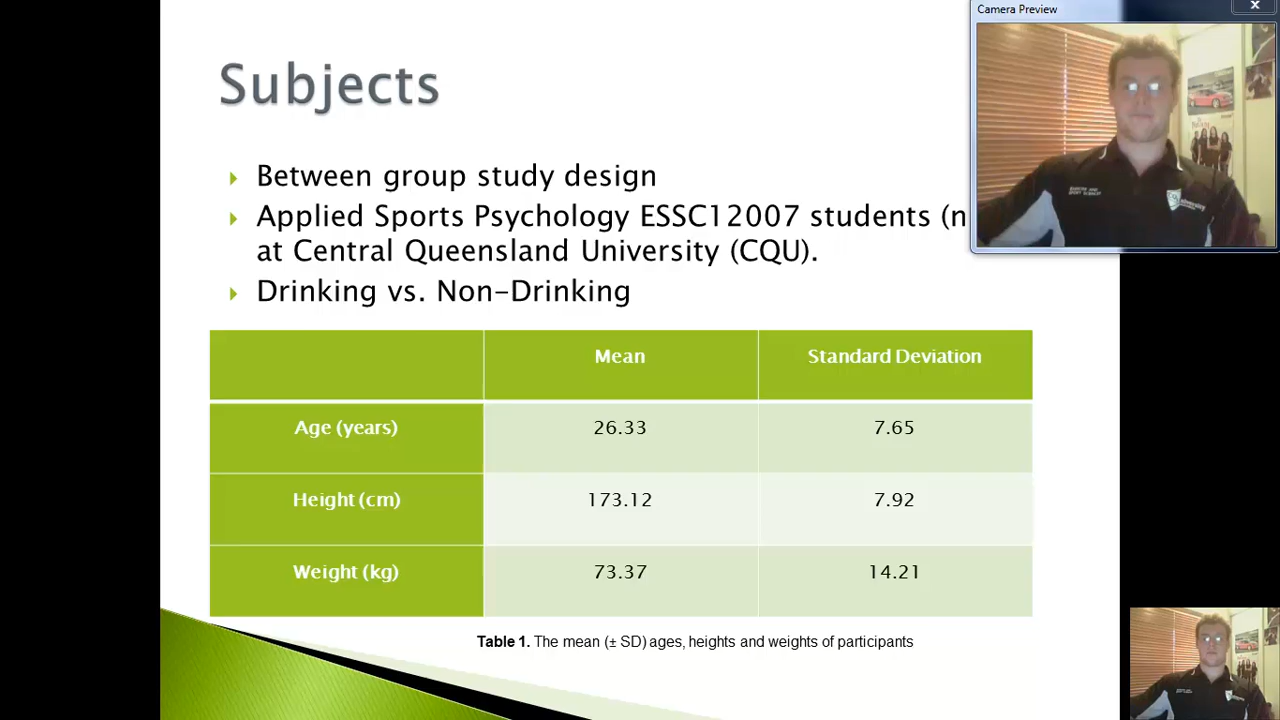 Camera Preview
Subjects
Between group study design
Applied Sports Psychology ESSC12007 students (n
at Central Queensland University (CQU).
Drinking vs. Non-Drinking
Mean Standard Deviation
Age (years) 26.33 7.65
Height (cm) 173.12 7.92
Weight (kg) 73.37 14.21
Table 1. The mean (± SD) ages, heights and weights of participants